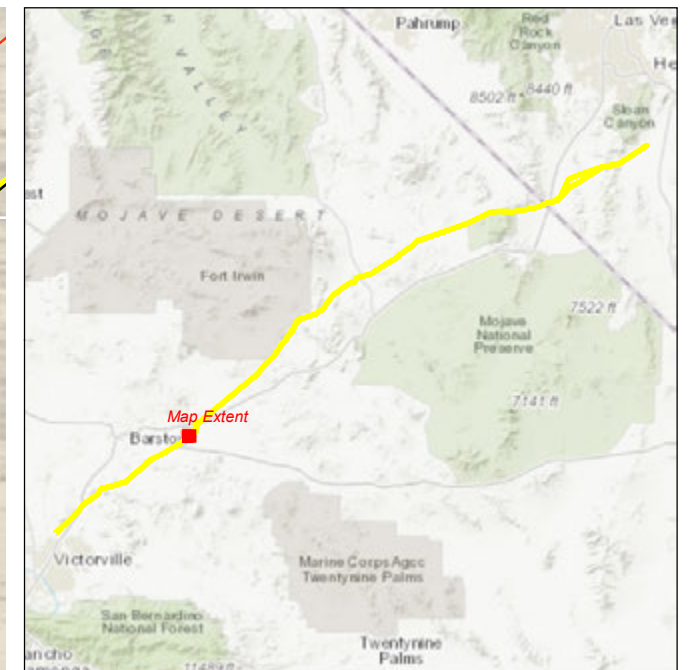 Pahrump
Red
Rock
Canyon
Las Ve
He
8502 ft
8440 ft
Sloan
Canyon
VALLEY
MOJAVE DESERT
Fort Irwin
7522 ft
Mojave
National
Preserve
7141 ft
Map Extent
Barsto
Victorville
Marine Corps Agcc
Twentynine Palms
San Bernardino
National Forest
Twentynine
Palms
ancho
11489 ft